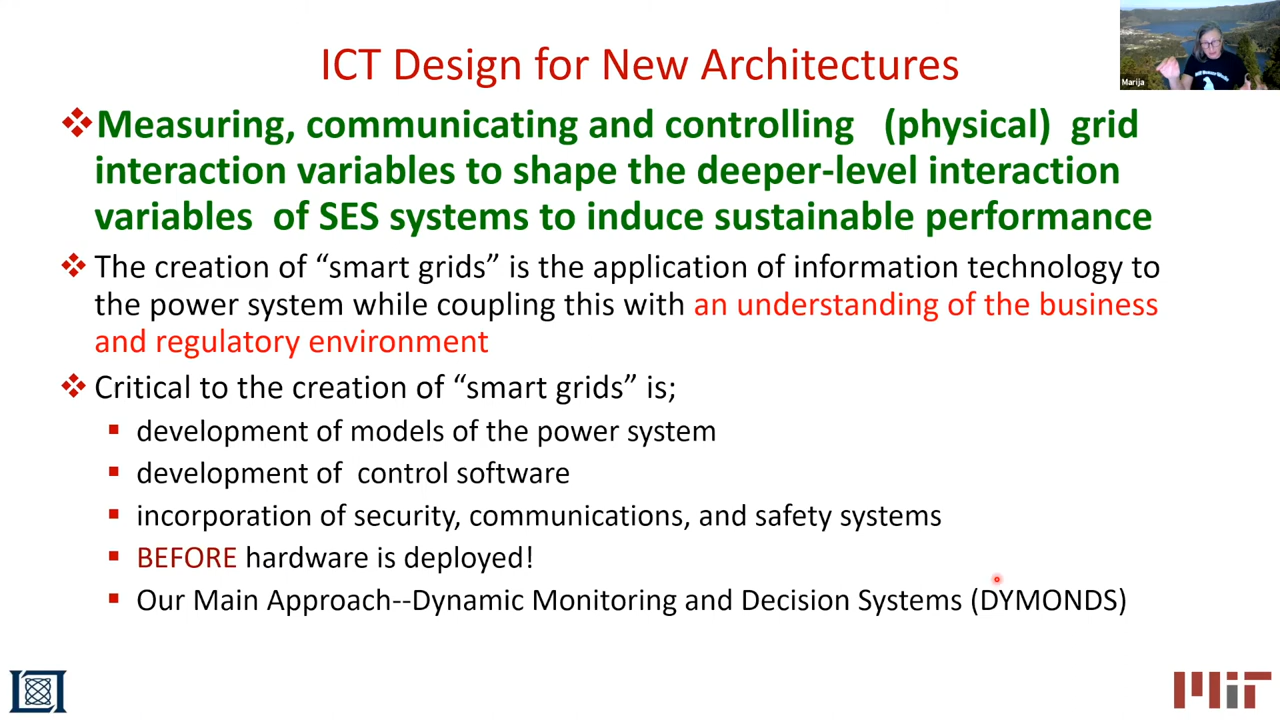 ICT Design for New Architectures
Marija
Measuring, communicating and controlling (physical) grid
interaction variables to shape the deeper-level interaction
variables of SES systems to induce sustainable performance
The creation of “smart grids” is the application of information technology to
the power system while coupling this with an understanding of the business
and regulatory environment
Critical to the creation of “smart grids” is;
development of models of the power system
development of control software
incorporation of security, communications, and safety systems
BEFORE hardware is deployed!
Our Main Approach--Dynamic Monitoring and Decision Systems (DYMONDS)
MIT